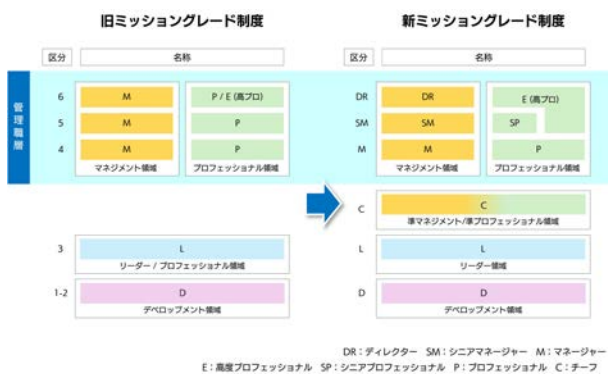 旧ミッショングレード制度
新ミッショングレード制度
区分
名称
区分
名称
管理職層
6
M
P / E (高プロ)
5
M
P
4
M
P
マネジメント領域
プロフェッショナル領域
3
L
リーダー / プロフェッショナル領域
1-2
D
デベロップメント領域
DR
DR
E (高プロ)
SM
SM
SP
M
M
P
マネジメント領域
プロフェッショナル領域
C
C
準マネジメント/準プロフェッショナル領域
L
L
リーダー領域
D
D
デベロップメント領域
DR：ディレクター SM：シニアマネージャー M：マネージャー
E：高度プロフェッショナル SP：シニアプロフェッショナル P：プロフェッショナル C：チーフ